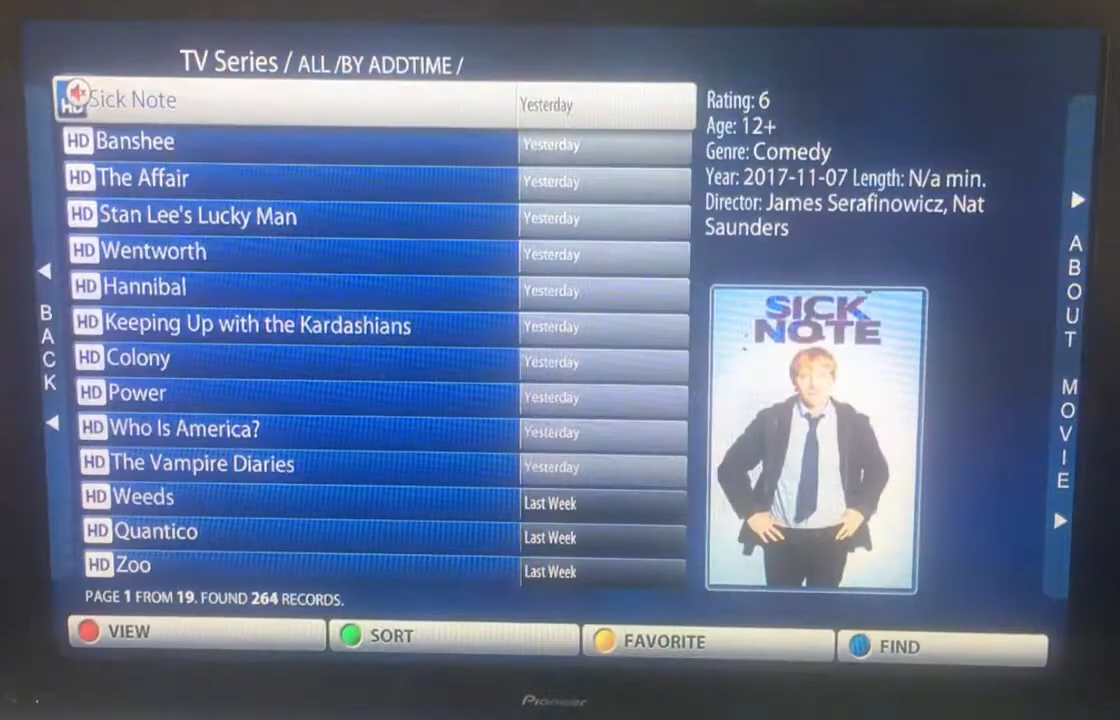 TV Series / ALL /BY ADDTIME /
HD Sick Note Yesterday
HD Banshee Yesterday
HD The Affair Yesterday
HD Stan Lee's Lucky Man Yesterday
HD Wentworth Yesterday
HD Hannibal Yesterday
HD Keeping Up with the Kardashians Yesterday
HD Colony Yesterday
HD Power Yesterday
HD Who Is America? Yesterday
HD The Vampire Diaries Yesterday
HD Weeds Last Week
HD Quantico Last Week
HD Zoo Last Week
PAGE 1 FROM 19. FOUND 264 RECORDS.
BACK
Rating: 6
Age: 12+
Genre: Comedy
Year: 2017-11-07 Length: N/a min.
Director: James Serafinowicz, Nat
Saunders
SICK
NOTE
ABOUT MOVIE
VIEW
SORT
FAVORITE
FIND
Pioneer